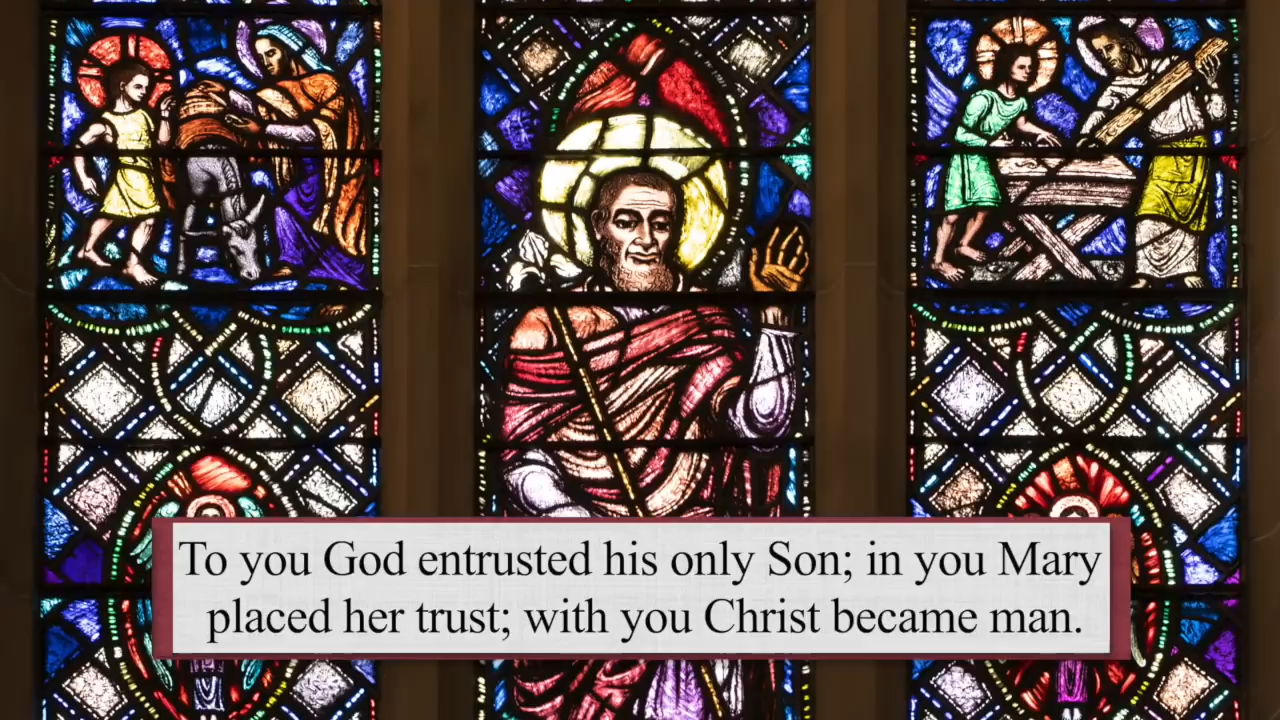 To you God entrusted his only Son; in you Mary
placed her trust; with you Christ became man.